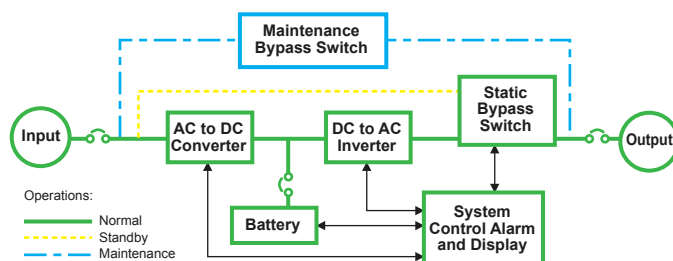 Maintenance
Bypass Switch
Static
Bypass
Switch
Input
AC to DC
Converter
DC to AC
Inverter
Output
Operations:
Normal
Standby
Maintenance
Battery
System
Control Alarm
and Display